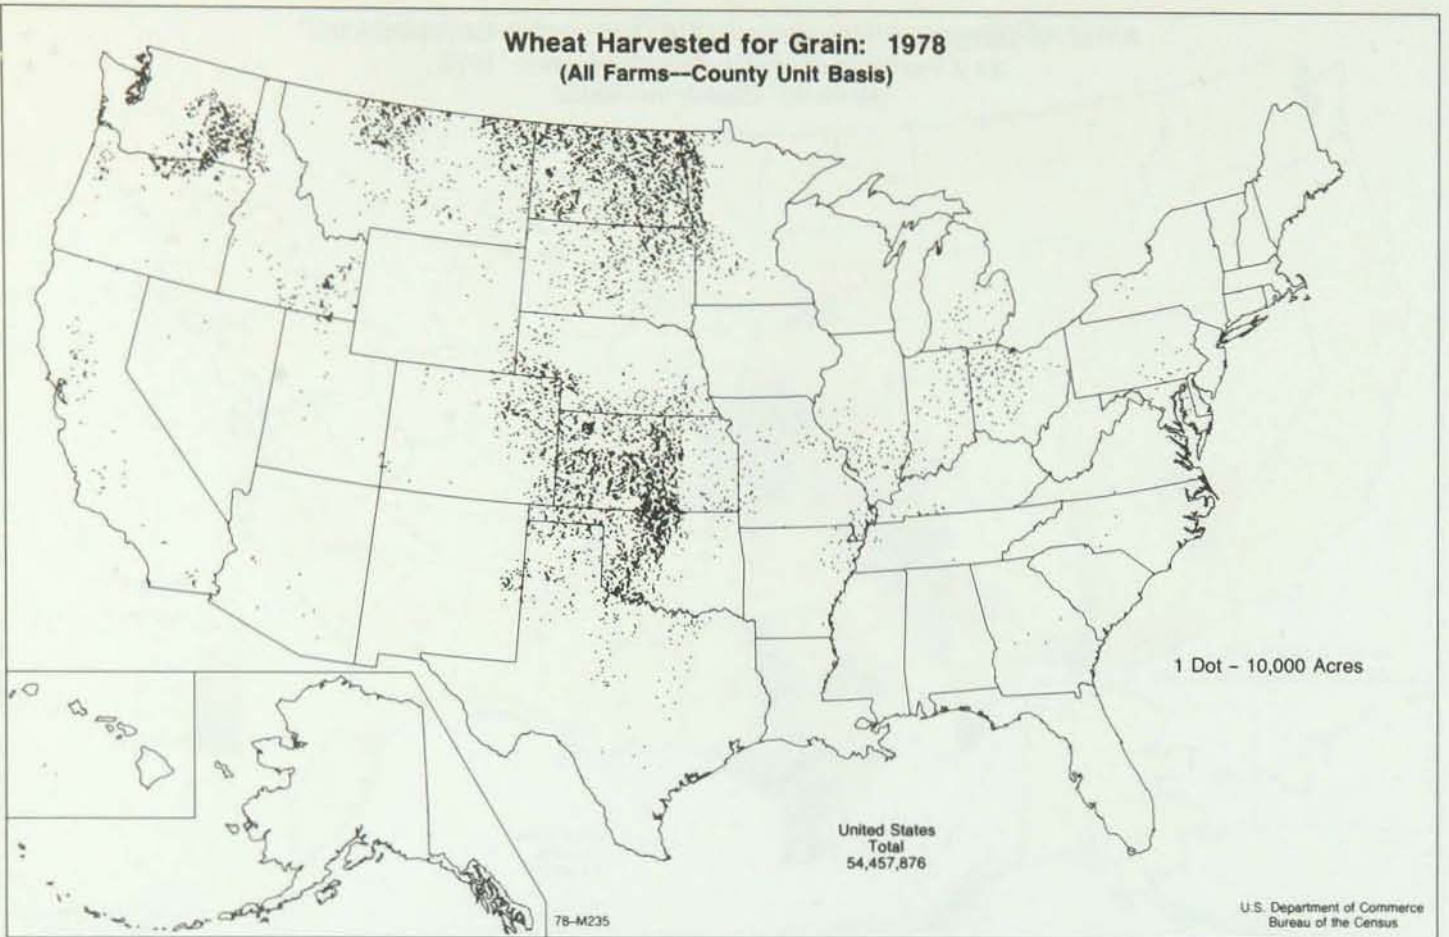 Wheat Harvested for Grain: 1978
(All Farms--County Unit Basis)
1 Dot - 10,000 Acres
United States
Total
54,457,876
78-M235
U.S. Department of Commerce
Bureau of the Census